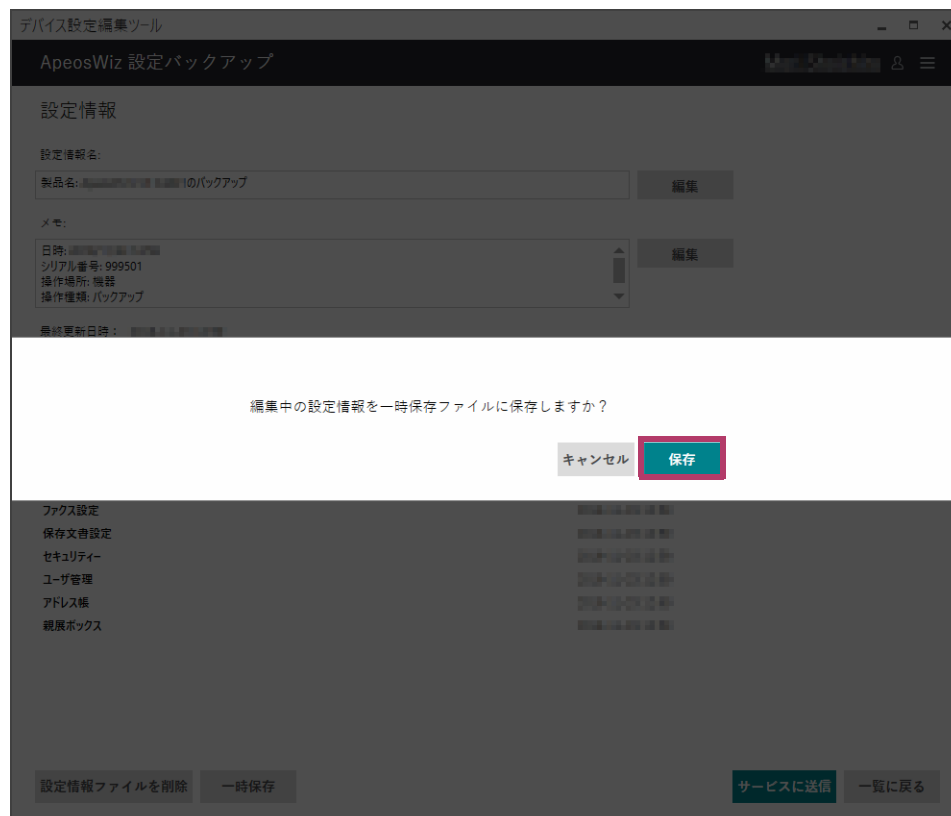 デバイス設定編集ツール
ApeosWiz 設定バックアップ
設定情報
設定情報名:
製品名:
のバックアップ
編集
メモ:
日時:
シリアル番号: 999501
操作場所: 機器
操作種類: バックアップ
編集
最終更新日時：
編集中の設定情報を一時保存ファイルに保存しますか？
キャンセル
保存
ファクス設定
保存文書設定
セキュリティー
ユーザ管理
アドレス帳
親展ボックス
設定情報ファイルを削除
一時保存
サービスに送信
一覧に戻る